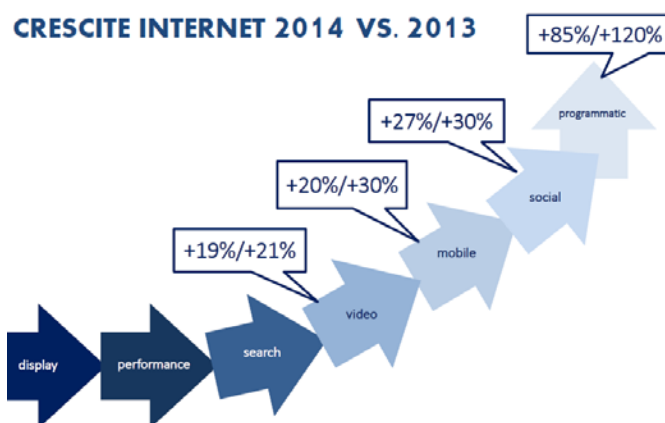 CRESCITE INTERNET 2014 VS. 2013
+85%/+120%
programmatic
+27%/+30%
social
+20%/+30%
mobile
+19%/+21%
video
search
performance
display